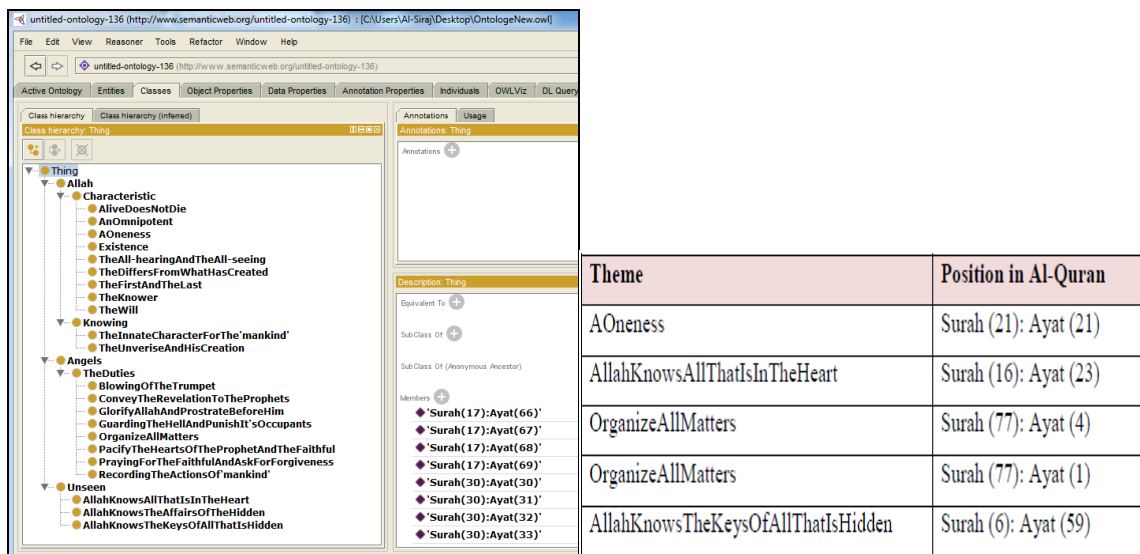 untitled-ontology-136 (http://www.semanticweb.org/untitled-ontology-136) : [C:\Users\Al-Siraj\Desktop\OntologeNew.owl]
File Edit View Reasoner Tools Refactor Window Help
untitled-ontology-136 (http://www.semanticweb.org/untitled-ontology-136)
Active Ontology Entities Classes Object Properties Data Properties Annotation Properties Individuals OWLViz DL Query
Class hierarchy Class hierarchy (inferred)
Class hierarchy: Thing
Thing
Allah
Characteristic
AliveDoesNotDie
AnOmnipotent
AOneness
Existence
TheAll-hearingAndTheAll-seeing
TheDiffersFromWhatHasCreated
TheFirstAndTheLast
TheKnower
TheWill
Knowing
TheInnateCharacterForThe'mankind'
TheUnveriseAndHisCreation
Angels
TheDuties
BlowingOfTheTrumpet
ConveyTheRevelationToTheProphets
GlorifyAllahAndProstrateBeforeHim
GuardingTheHellAndPunishIt'sOccupants
OrganizeAllMatters
PacifyTheHeartsOfTheProphetAndTheFaithful
PrayingForTheFaithfulAndAskForForgiveness
RecordingTheActionsOf'mankind'
Unseen
AllahKnowsAllThatIsInTheHeart
AllahKnowsTheAffairsOfTheHidden
AllahKnowsTheKeysOfAllThatIsHidden
Annotations Usage
Annotations: Thing
Annotations
Description: Thing
Equivalent To
SubClass Of
SubClass Of (Anonymous Ancestor)
Members
'Surah(17):Ayat(66)'
'Surah(17):Ayat(67)'
'Surah(17):Ayat(68)'
'Surah(17):Ayat(69)'
'Surah(30):Ayat(30)'
'Surah(30):Ayat(31)'
'Surah(30):Ayat(32)'
'Surah(30):Ayat(33)'
Theme Position in Al-Quran
AOneness Surah (21): Ayat (21)
AllahKnowsAllThatIsInTheHeart Surah (16): Ayat (23)
OrganizeAllMatters Surah (77): Ayat (4)
OrganizeAllMatters Surah (77): Ayat (1)
AllahKnowsTheKeysOfAllThatIsHidden Surah (6): Ayat (59)